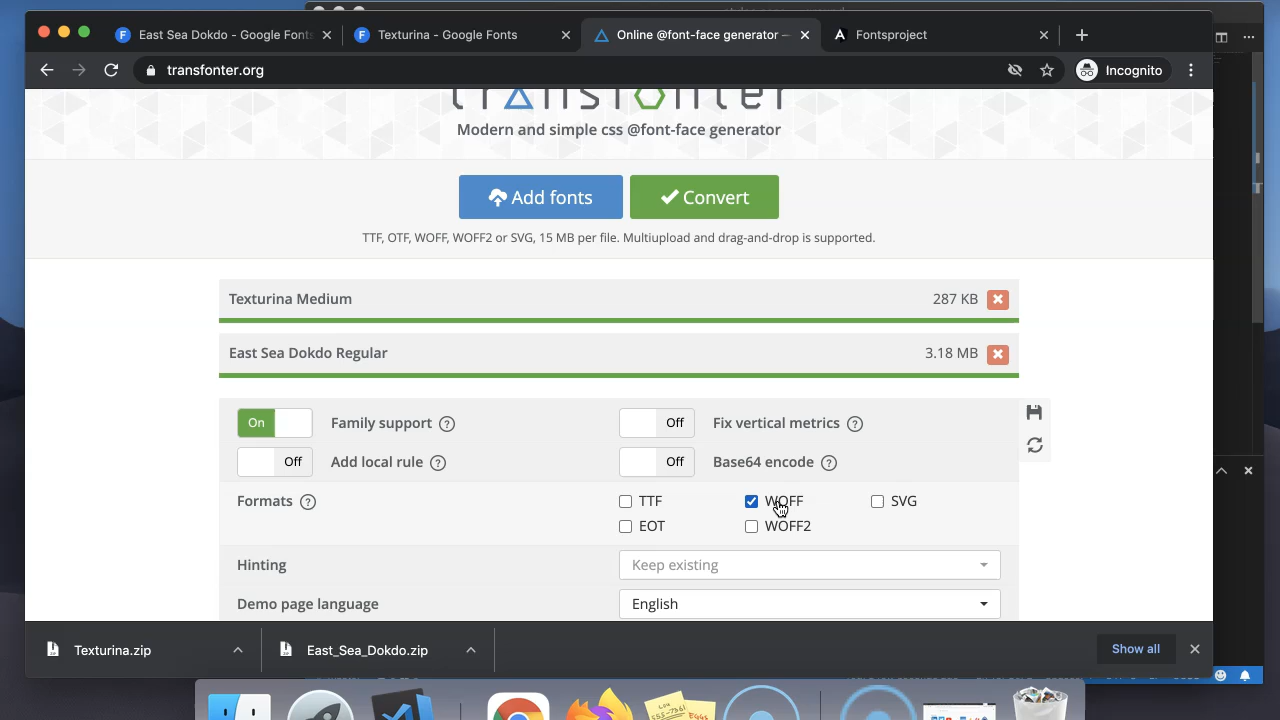 East Sea Dokdo - Google Fonts
Texturina - Google Fonts
Online @font-face generator —
Fontsproject
transfonter.org
Incognito
transfonter
Modern and simple css @font-face generator
Add fonts
Convert
TTF, OTF, WOFF, WOFF2 or SVG, 15 MB per file. Multiupload and drag-and-drop is supported.
Texturina Medium 287 KB
East Sea Dokdo Regular 3.18 MB
On Family support ? Off Fix vertical metrics ?
Off Add local rule ? Off Base64 encode ?
Formats ? TTF WOFF SVG
EOT WOFF2
Hinting Keep existing
Demo page language English
Texturina.zip
East_Sea_Dokdo.zip
Show all